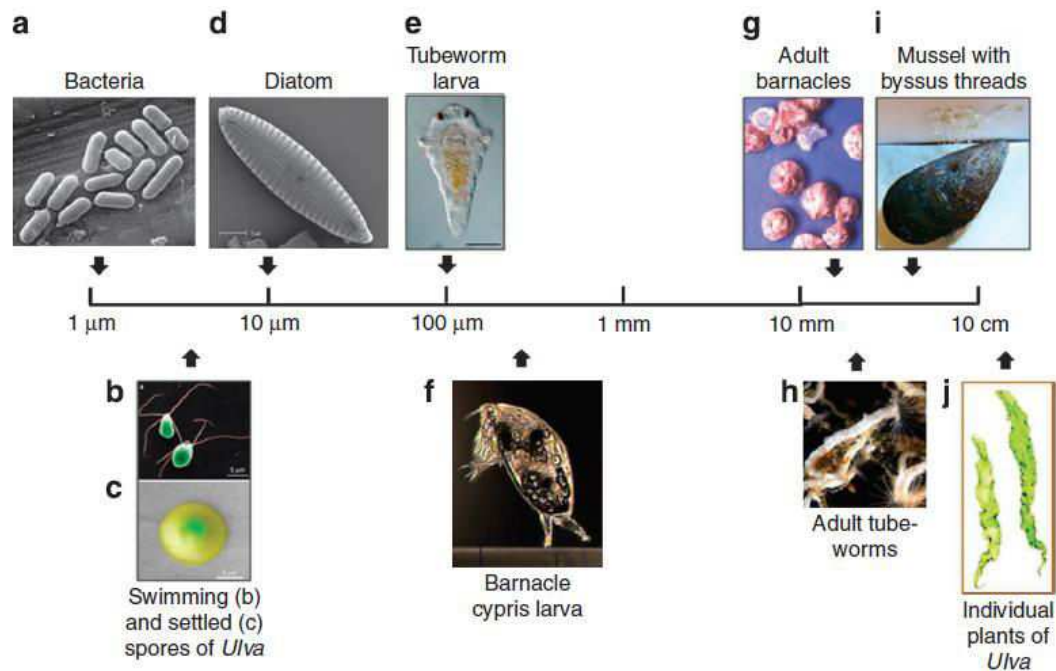 a
Bacteria
d
Diatom
e
Tubeworm
larva
g
Adult
barnacles
i
Mussel with
byssus threads
1 μm
10 μm
100 μm
1 mm
10 mm
10 cm
b
c
Swimming (b)
and settled (c)
spores of Ulva
f
Barnacle
cypris larva
h
Adult tube-
worms
j
Individual
plants of
Ulva